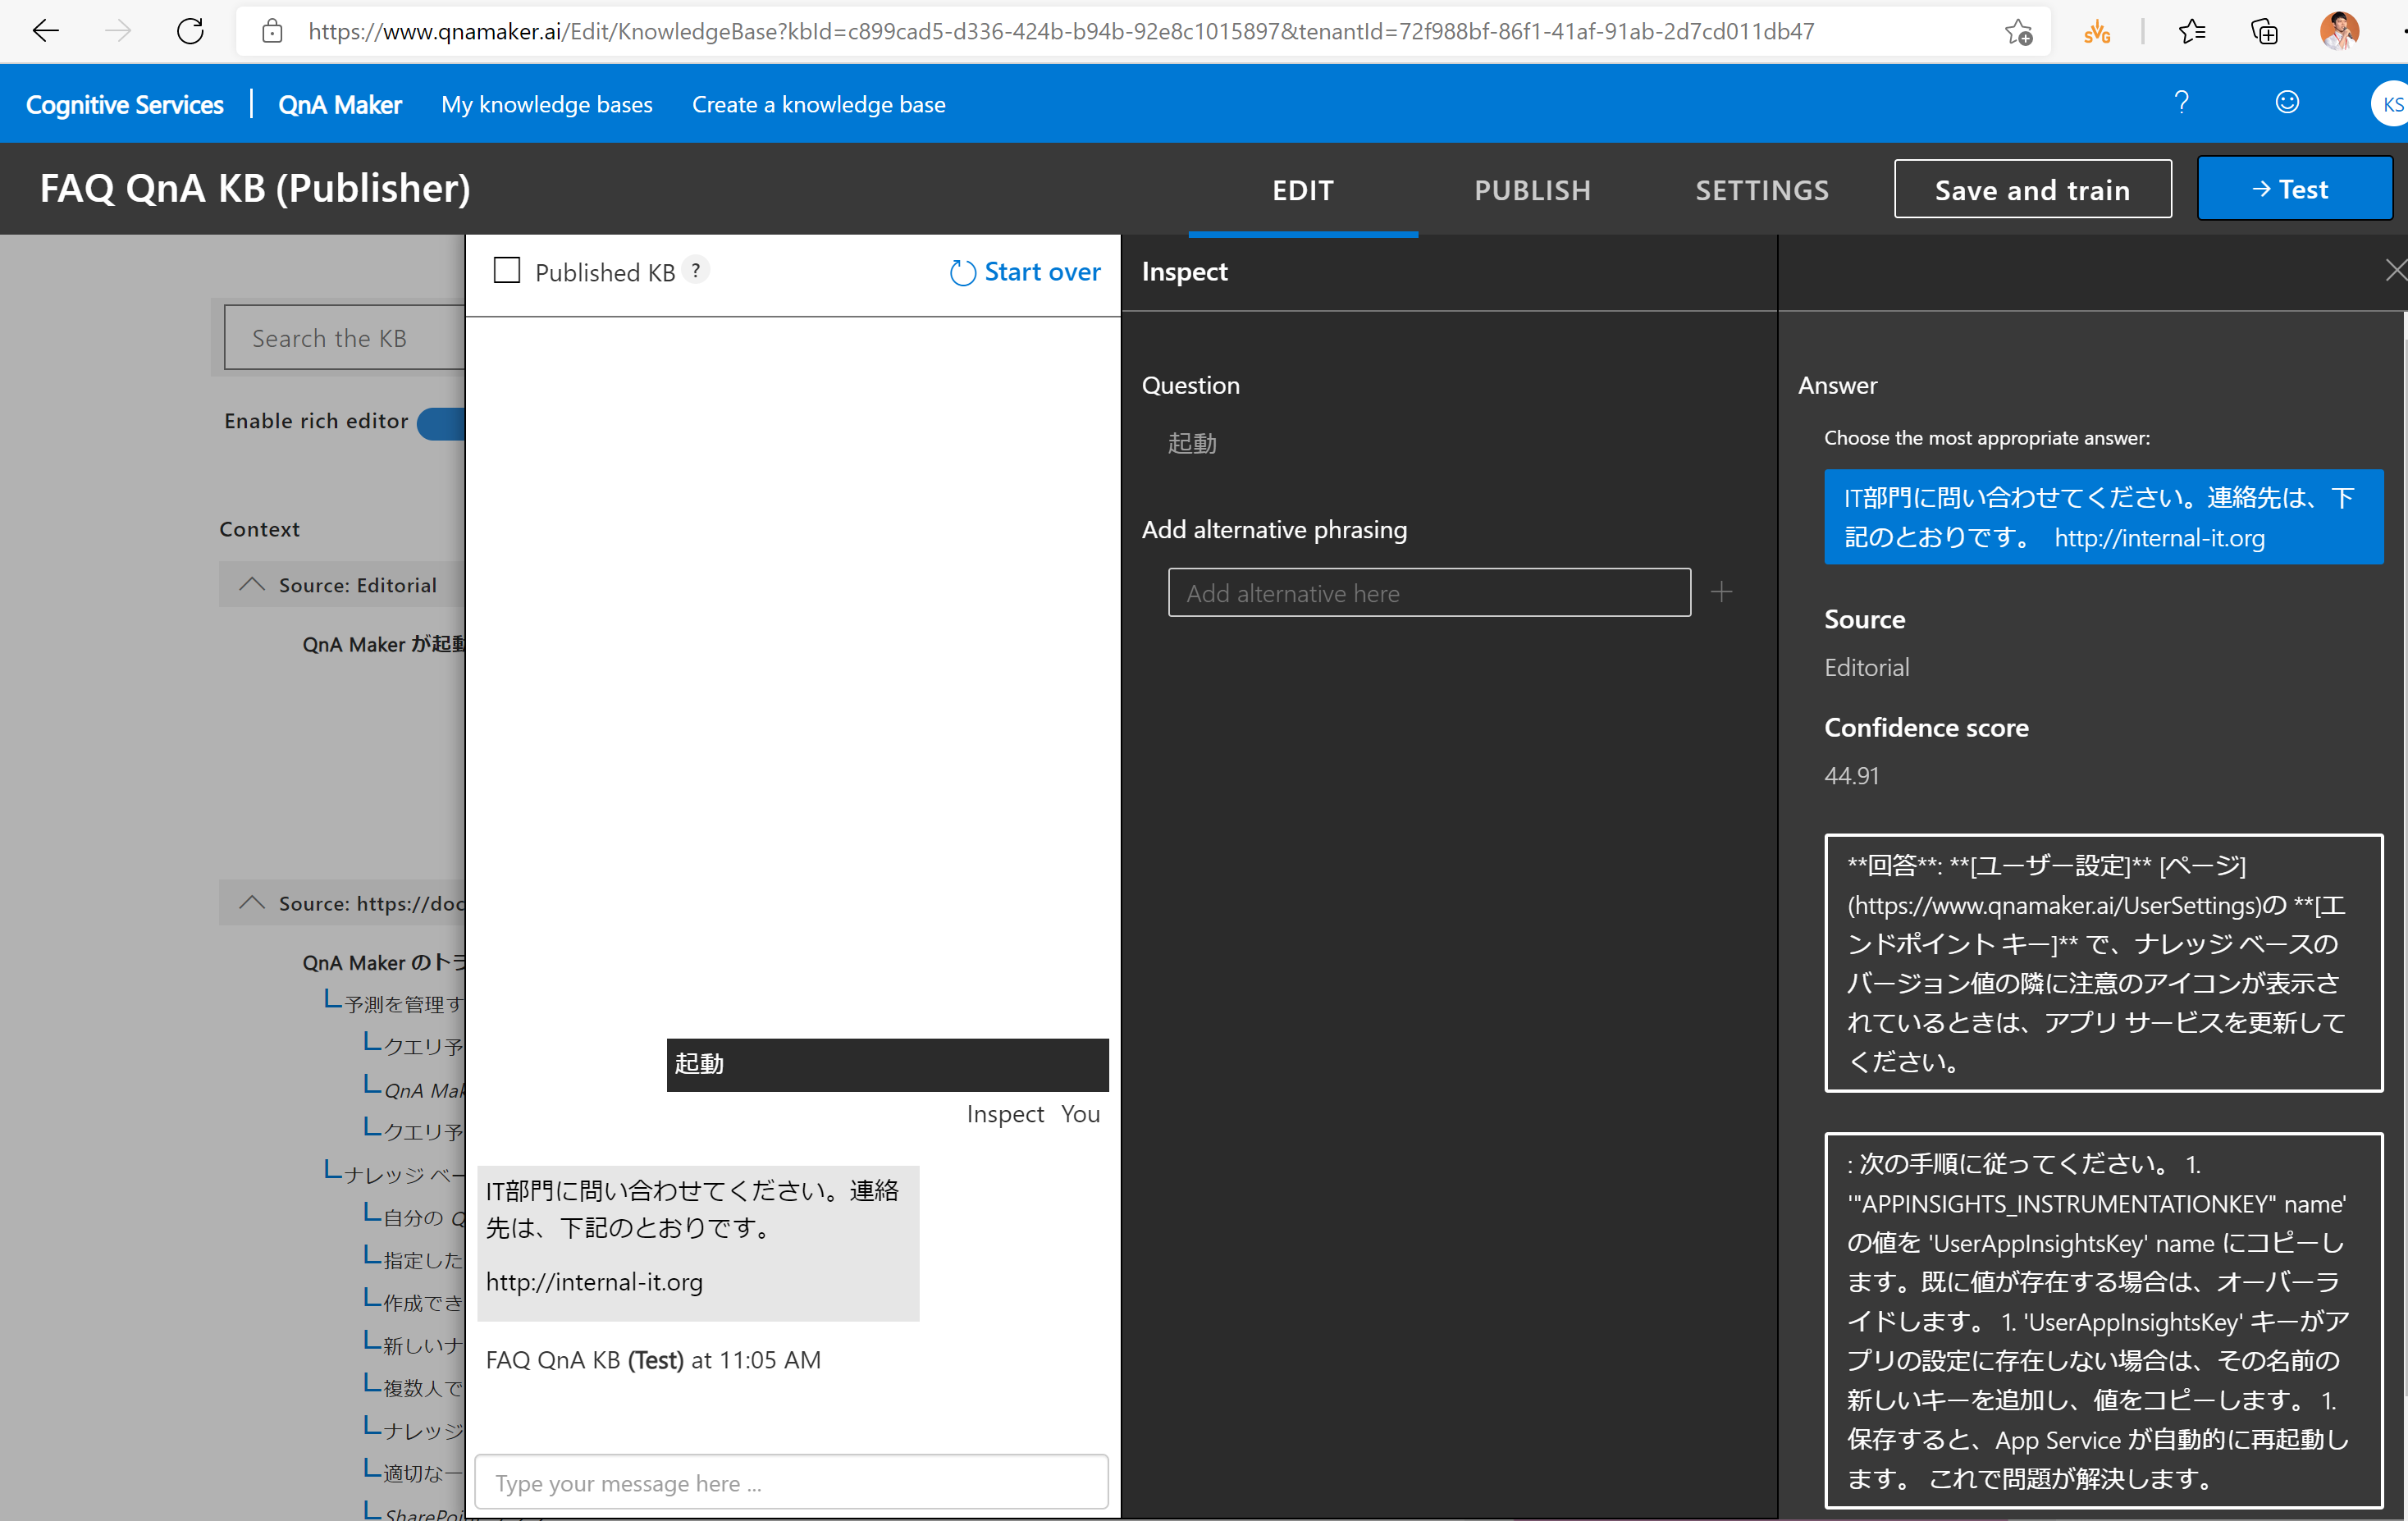 https://www.qnamaker.ai/Edit/KnowledgeBase?kbId=c899cad5-d336-424b-b94b-92e8c1015897&tenantId=72f988bf-86f1-41af-91ab-2d7cd011db47
SVG
Cognitive Services | QnA Maker My knowledge bases Create a knowledge base ? KS
FAQ QnA KB (Publisher) EDIT PUBLISH SETTINGS Save and train → Test
Search the KB
Enable rich editor
Context
Source: Editorial
QnA Maker が起動
Source: https://doc
QnA Maker のトラ
予測を管理す
クエリ予
QnA Mak
クエリ予
ナレッジ ベー
自分の Q
指定した
作成でき
新しいナ
複数人で
ナレッジ
適切な一
SharePoi
Published KB ? Start over
起動
Inspect You
IT部門に問い合わせてください。連絡
先は、下記のとおりです。
http://internal-it.org
FAQ QnA KB (Test) at 11:05 AM
Type your message here ...
Inspect
Question
起動
Add alternative phrasing
Add alternative here
Answer
Choose the most appropriate answer:
IT部門に問い合わせてください。連絡先は、下
記のとおりです。 http://internal-it.org
Source
Editorial
Confidence score
44.91
**回答**: **[ユーザー設定]** [ページ]
(https://www.qnamaker.ai/UserSettings)の **[エ
ンドポイント キー]** で、ナレッジ ベースの
バージョン値の隣に注意のアイコンが表示さ
れているときは、アプリ サービスを更新して
ください。
: 次の手順に従ってください。 1.
'"APPINSIGHTS_INSTRUMENTATIONKEY" name'
の値を 'UserAppInsightsKey' name にコピーし
ます。既に値が存在する場合は、オーバーラ
イドします。 1. 'UserAppInsightsKey' キーがア
プリの設定に存在しない場合は、その名前の
新しいキーを追加し、値をコピーします。 1.
保存すると、App Service が自動的に再起動し
ます。 これで問題が解決します。